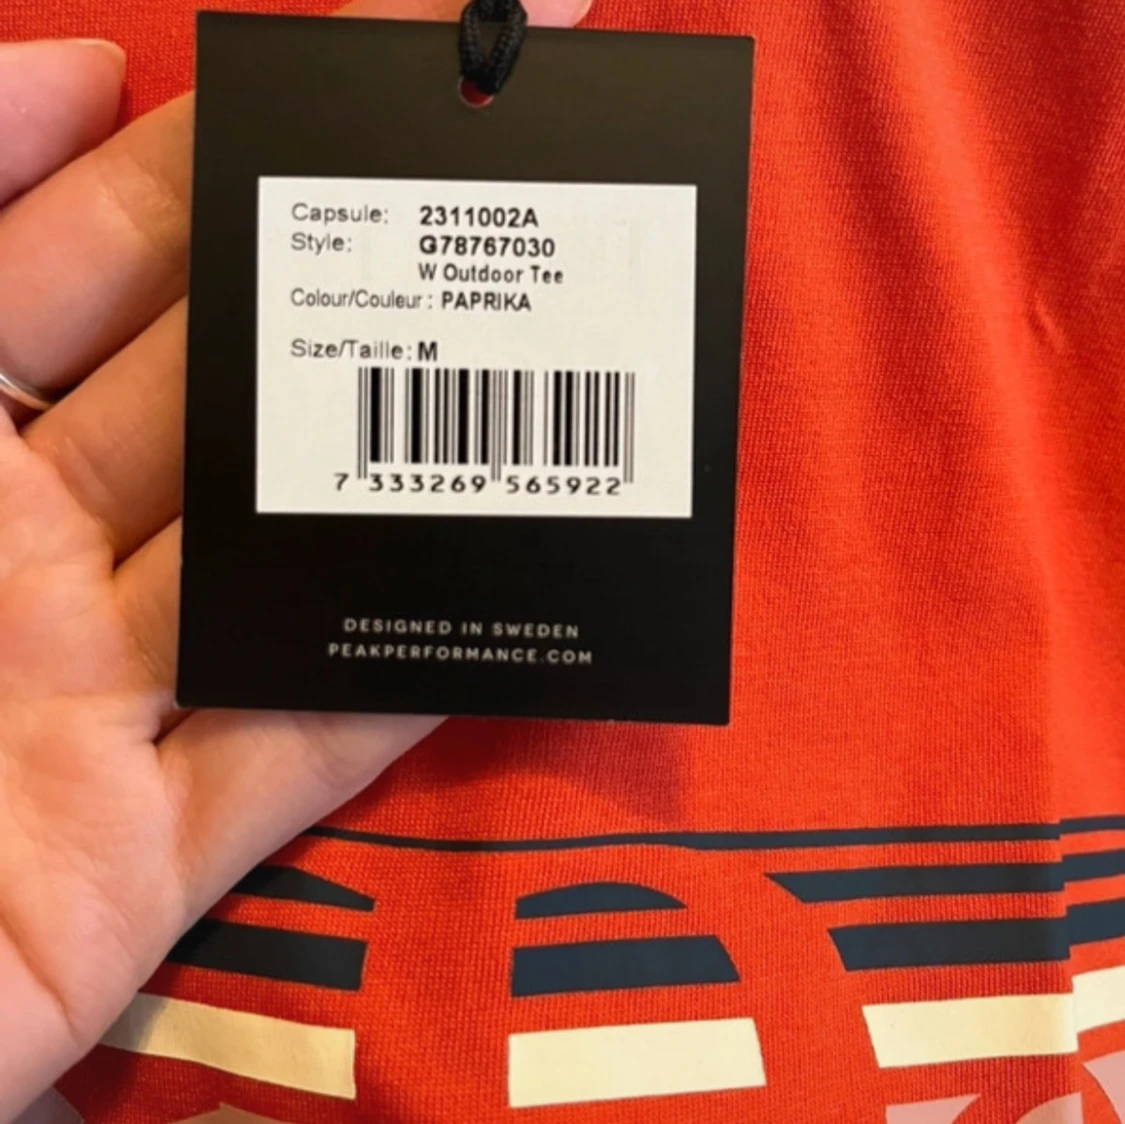 Capsule: 2311002A
Style: G78767030
W Outdoor Tee
Colour/Couleur : PAPRIKA
Size/Taille: M
7 333269 565922
DESIGNED IN SWEDEN
PEAKPERFORMANCE.COM